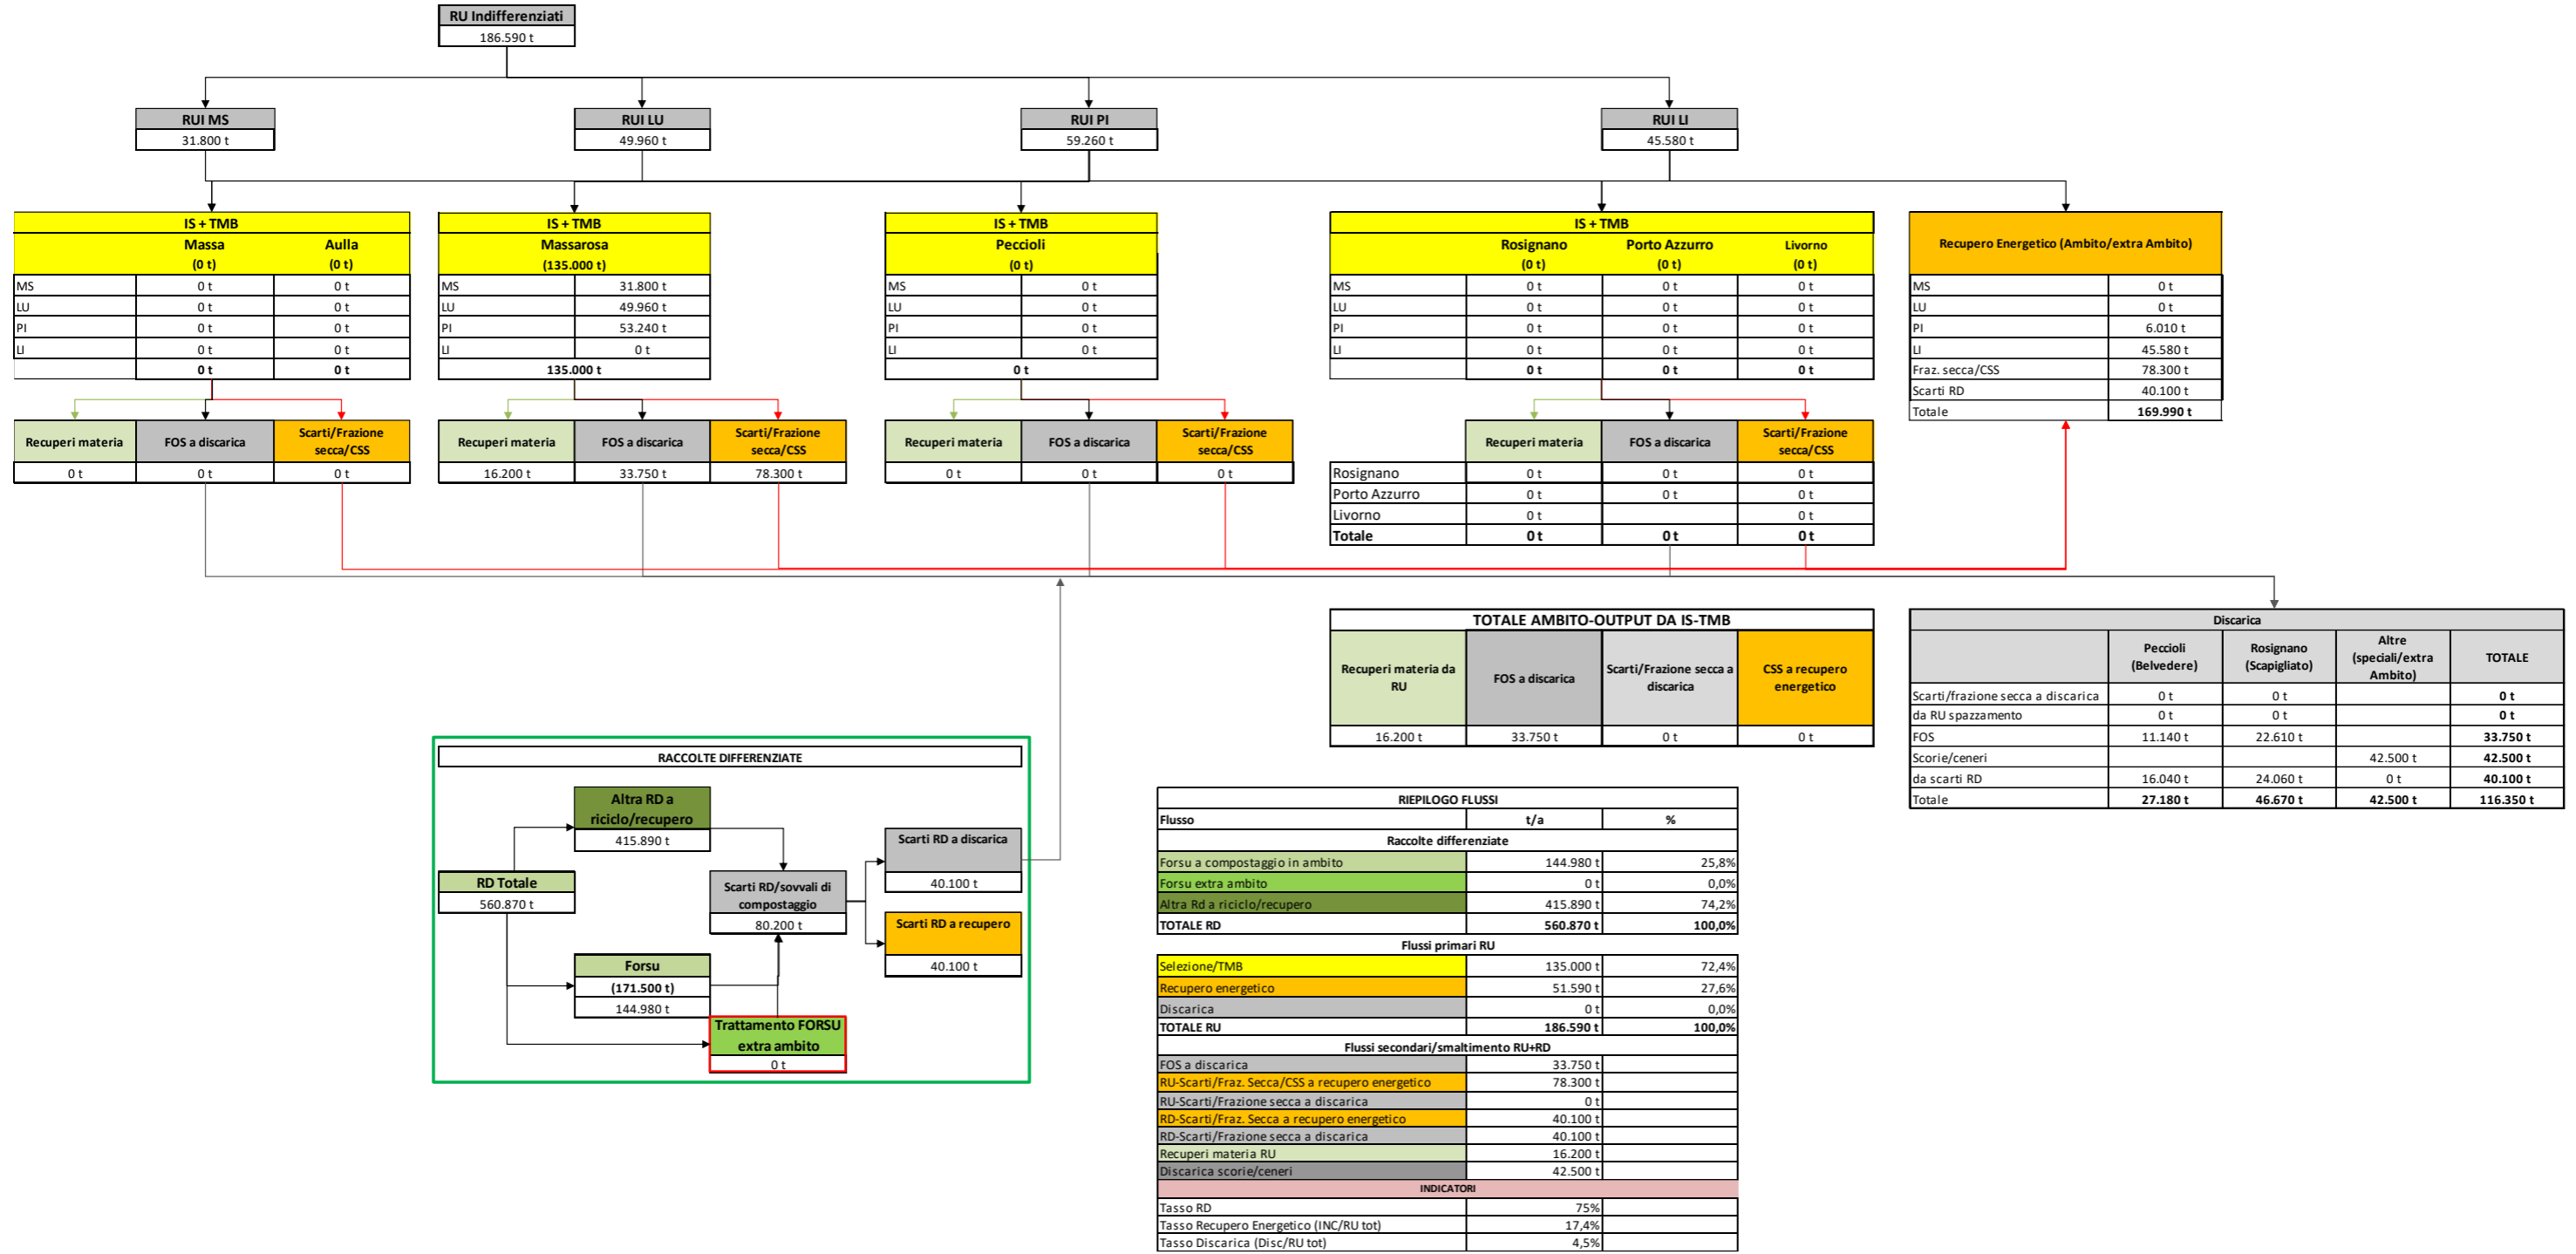 RU Indifferenziati
186.590 t
RUI MS
31.800 t
RUI LU
49.960 t
RUI PI
59.260 t
RUI LI
45.580 t
IS + TMB
Massa Aulla
(0 t) (0 t)
MS 0 t 0 t
LU 0 t 0 t
PI 0 t 0 t
LI 0 t 0 t
0 t 0 t
Recuperi materia FOS a discarica Scarti/Frazione
secca/CSS
0 t 0 t 0 t
IS + TMB
Massarosa
(135.000 t)
MS 31.800 t
LU 49.960 t
PI 53.240 t
LI 0 t
135.000 t
Recuperi materia FOS a discarica Scarti/Frazione
secca/CSS
16.200 t 33.750 t 78.300 t
IS + TMB
Peccioli
(0 t)
MS 0 t
LU 0 t
PI 0 t
LI 0 t
0 t
Recuperi materia FOS a discarica Scarti/Frazione
secca/CSS
0 t 0 t 0 t
IS + TMB
Rosignano Porto Azzurro Livorno
(0 t) (0 t) (0 t)
MS 0 t 0 t 0 t
LU 0 t 0 t 0 t
PI 0 t 0 t 0 t
LI 0 t 0 t 0 t
0 t 0 t 0 t
Recuperi materia FOS a discarica Scarti/Frazione
secca/CSS
Rosignano 0 t 0 t 0 t
Porto Azzurro 0 t 0 t 0 t
Livorno 0 t 0 t
Totale 0 t 0 t 0 t
Recupero Energetico (Ambito/extra Ambito)
MS 0 t
LU 0 t
PI 6.010 t
LI 45.580 t
Fraz. secca/CSS 78.300 t
Scarti RD 40.100 t
Totale 169.990 t
TOTALE AMBITO-OUTPUT DA IS-TMB
Recuperi materia da
RU
FOS a discarica
Scarti/Frazione secca a
discarica
CSS a recupero
energetico
16.200 t 33.750 t 0 t 0 t
Discarica
Peccioli
(Belvedere)
Rosignano
(Scapigliato)
Altre
(speciali/extra
Ambito)
TOTALE
Scarti/frazione secca a discarica 0 t 0 t 0 t
da RU spazzamento 0 t 0 t 0 t
FOS 11.140 t 22.610 t 33.750 t
Scorie/ceneri 42.500 t 42.500 t
da scarti RD 16.040 t 24.060 t 0 t 40.100 t
Totale 27.180 t 46.670 t 42.500 t 116.350 t
RACCOLTE DIFFERENZIATE
Altra RD a
riciclo/recupero
415.890 t
RD Totale
560.870 t
Scarti RD/sovvali di
compostaggio
80.200 t
Scarti RD a discarica
40.100 t
Scarti RD a recupero
40.100 t
Forsu
(171.500 t)
144.980 t
Trattamento FORSU
extra ambito
0 t
RIEPILOGO FLUSSI
Flusso t/a %
Raccolte differenziate
Forsu a compostaggio in ambito 144.980 t 25,8%
Forsu extra ambito 0 t 0,0%
Altra Rd a riciclo/recupero 415.890 t 74,2%
TOTALE RD 560.870 t 100,0%
Flussi primari RU
Selezione/TMB 135.000 t 72,4%
Recupero energetico 51.590 t 27,6%
Discarica 0 t 0,0%
TOTALE RU 186.590 t 100,0%
Flussi secondari/smaltimento RU+RD
FOS a discarica 33.750 t
RU-Scarti/Fraz. Secca/CSS a recupero energetico 78.300 t
RU-Scarti/Frazione secca a discarica 0 t
RD-Scarti/Fraz. Secca a recupero energetico 40.100 t
RD-Scarti/Frazione secca a discarica 40.100 t
Recuperi materia RU 16.200 t
Discarica scorie/ceneri 42.500 t
INDICATORI
Tasso RD 75%
Tasso Recupero Energetico (INC/RU tot) 17,4%
Tasso Discarica (Disc/RU tot) 4,5%